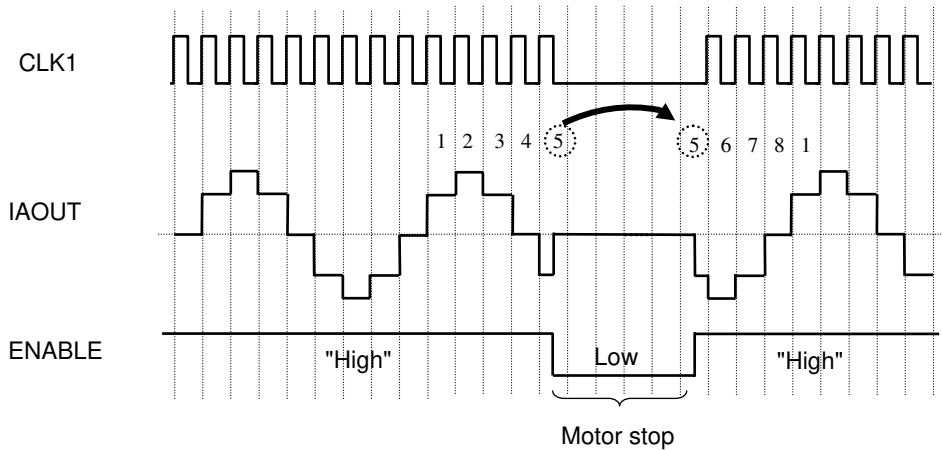 CLK1
1 2 3 4 5 5 6 7 8 1
IAOUT
ENABLE
"High" Low "High"
Motor stop